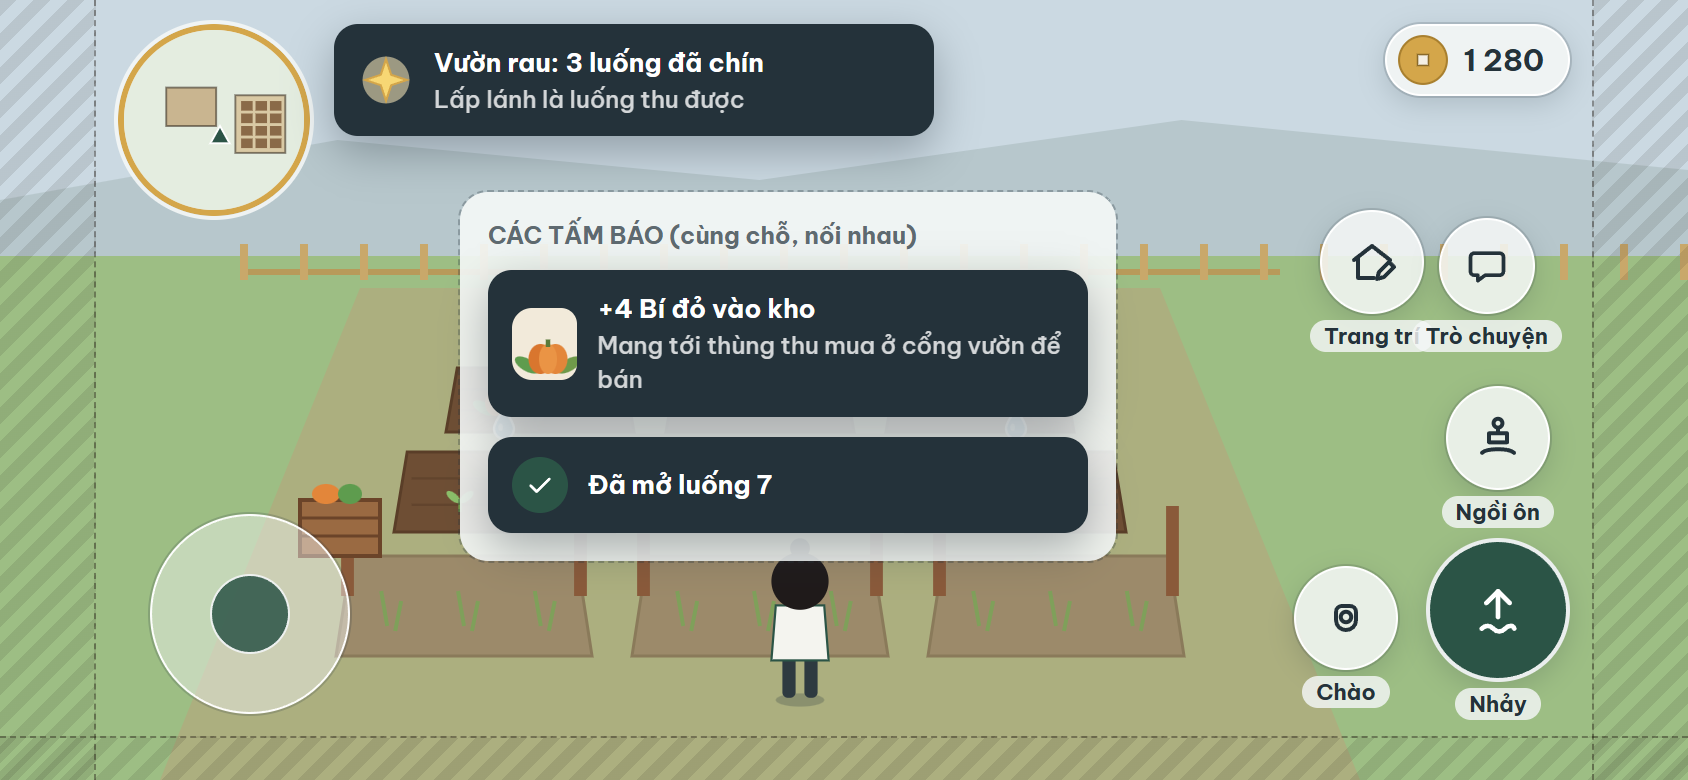 Vườn rau: 3 luống đã chín
Lấp lánh là luống thu được
1 280
CÁC TẤM BÁO (cùng chỗ, nối nhau)
+4 Bí đỏ vào kho
Mang tới thùng thu mua ở cổng vườn để
bán
Đã mở luống 7
Trang trí
Trò chuyện
Ngồi ôn
Chào
Nhảy